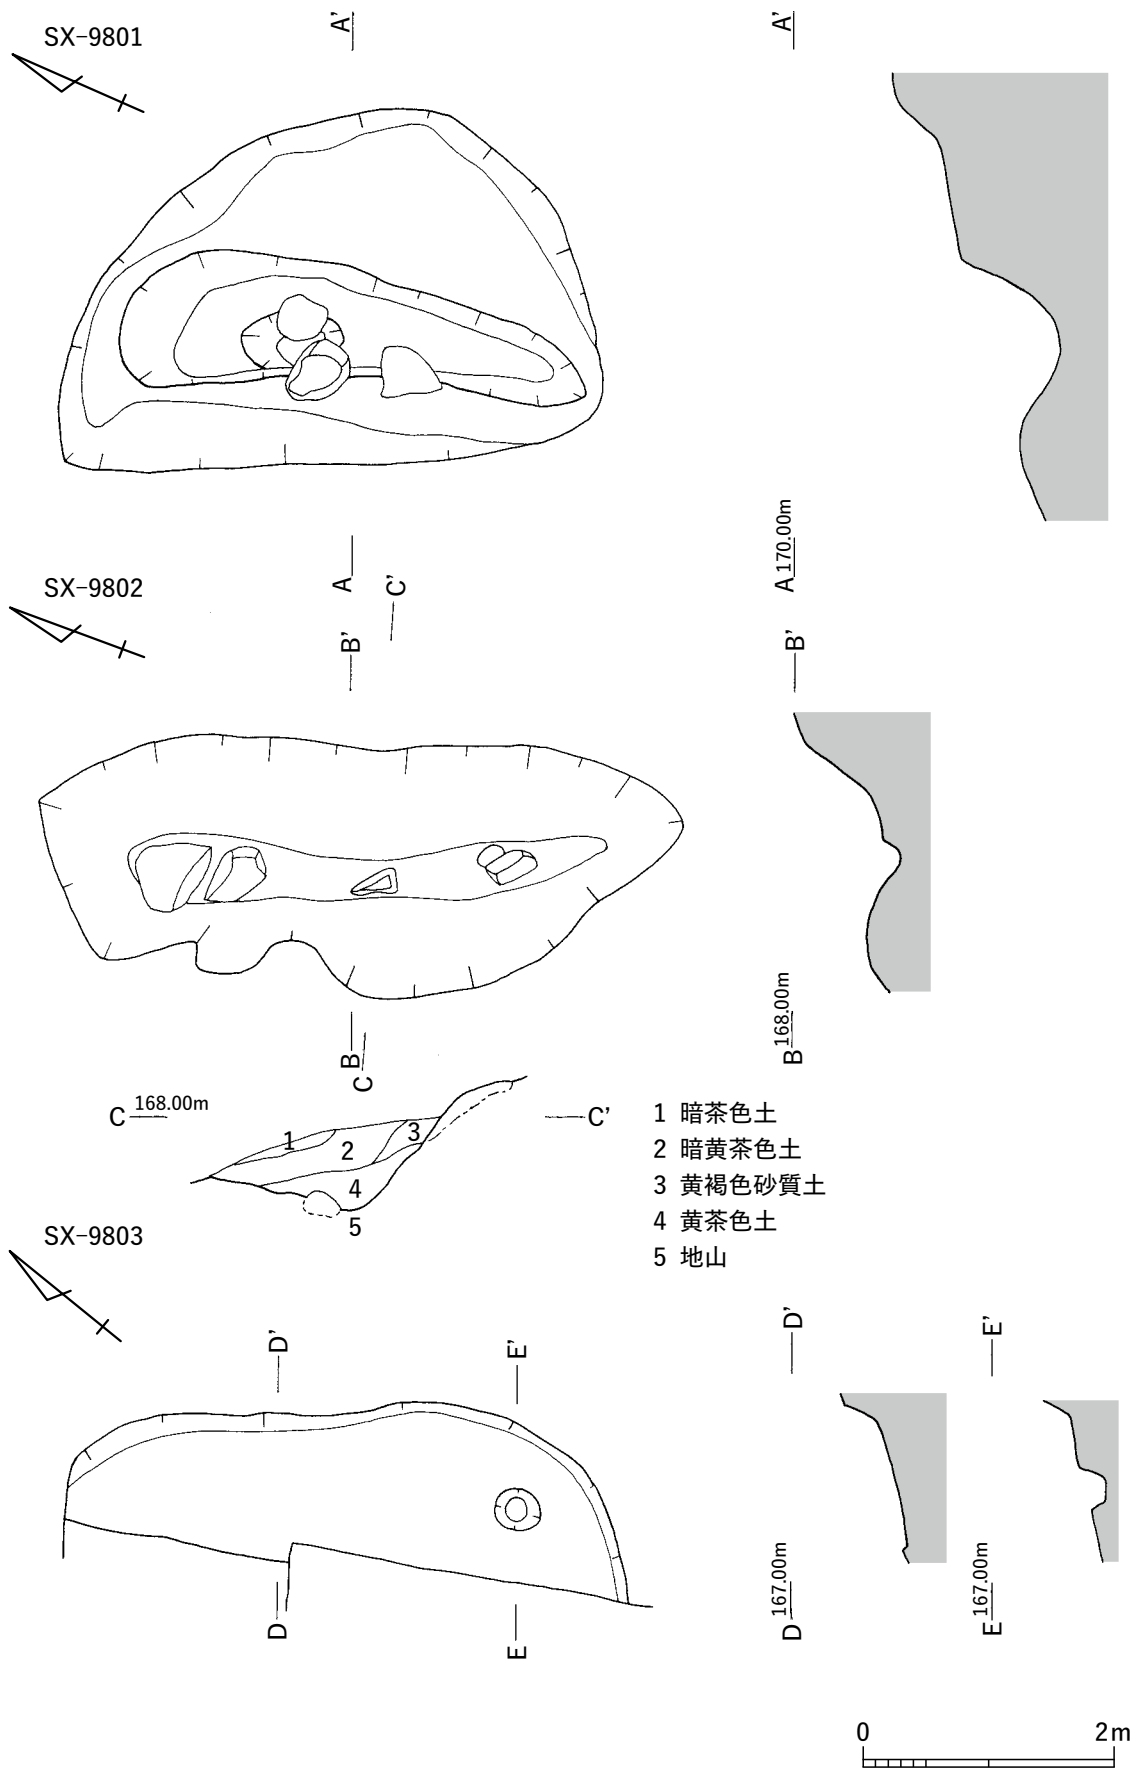 SX-9801
A'
A'
A
A 170.00m
SX-9802
C'
B'
B'
B
C
B 168.00m
C 168.00m
C'
1
2
3
4
5
1 暗茶色土
2 暗黄茶色土
3 黄褐色砂質土
4 黄茶色土
5 地山
SX-9803
D'
E'
D'
E'
D
E
D 167.00m
E 167.00m
0 2m